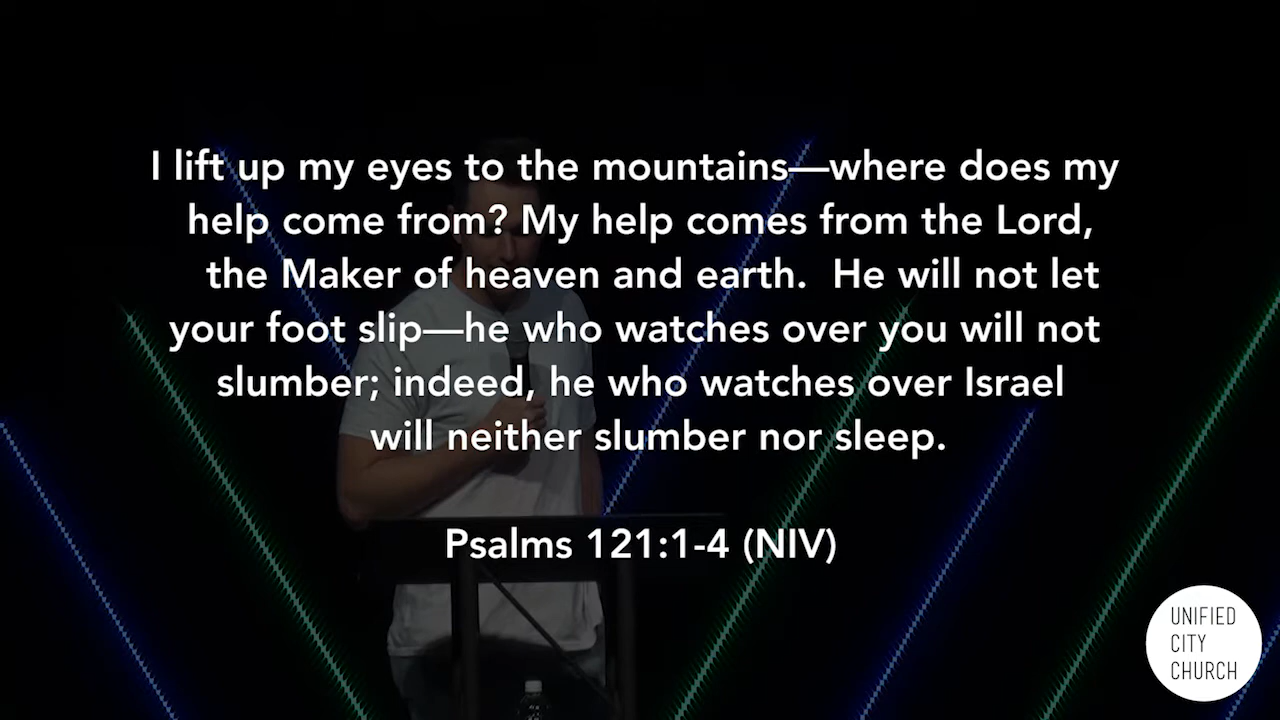 I lift up my eyes to the mountains—where does my
help come from? My help comes from the Lord,
the Maker of heaven and earth.  He will not let
your foot slip—he who watches over you will not
slumber; indeed, he who watches over Israel
will neither slumber nor sleep.
Psalms 121:1-4 (NIV)
UNIFIED
CITY
CHURCH